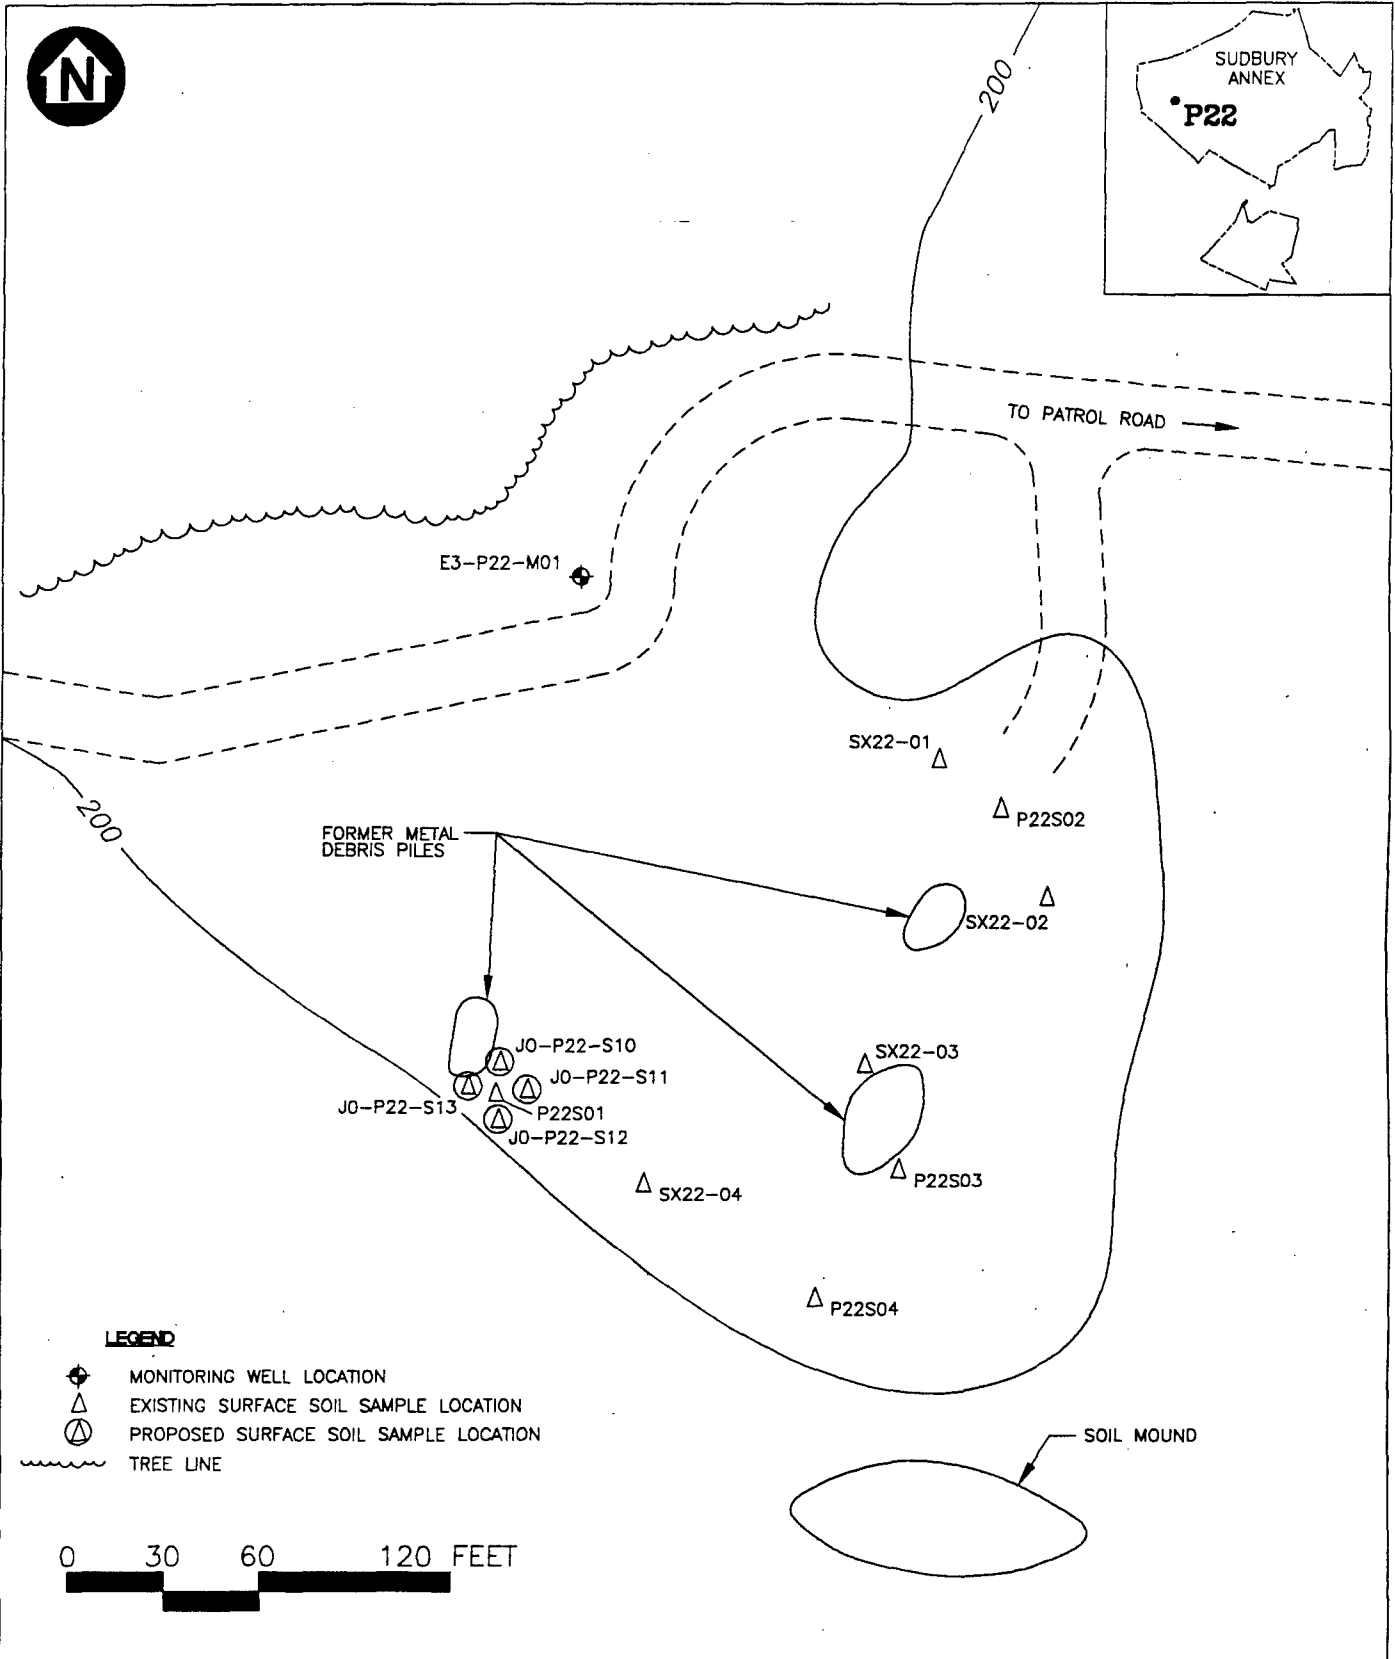 N
200
SUDBURY
ANNEX
P22
TO PATROL ROAD
E3-P22-M01
SX22-01
P22S02
200
FORMER METAL
DEBRIS PILES
SX22-02
J0-P22-S10
SX22-03
J0-P22-S11
J0-P22-S13
P22S01
J0-P22-S12
P22S03
SX22-04
P22S04
LEGEND
MONITORING WELL LOCATION
EXISTING SURFACE SOIL SAMPLE LOCATION
PROPOSED SURFACE SOIL SAMPLE LOCATION
TREE LINE
SOIL MOUND
0 30 60 120 FEET